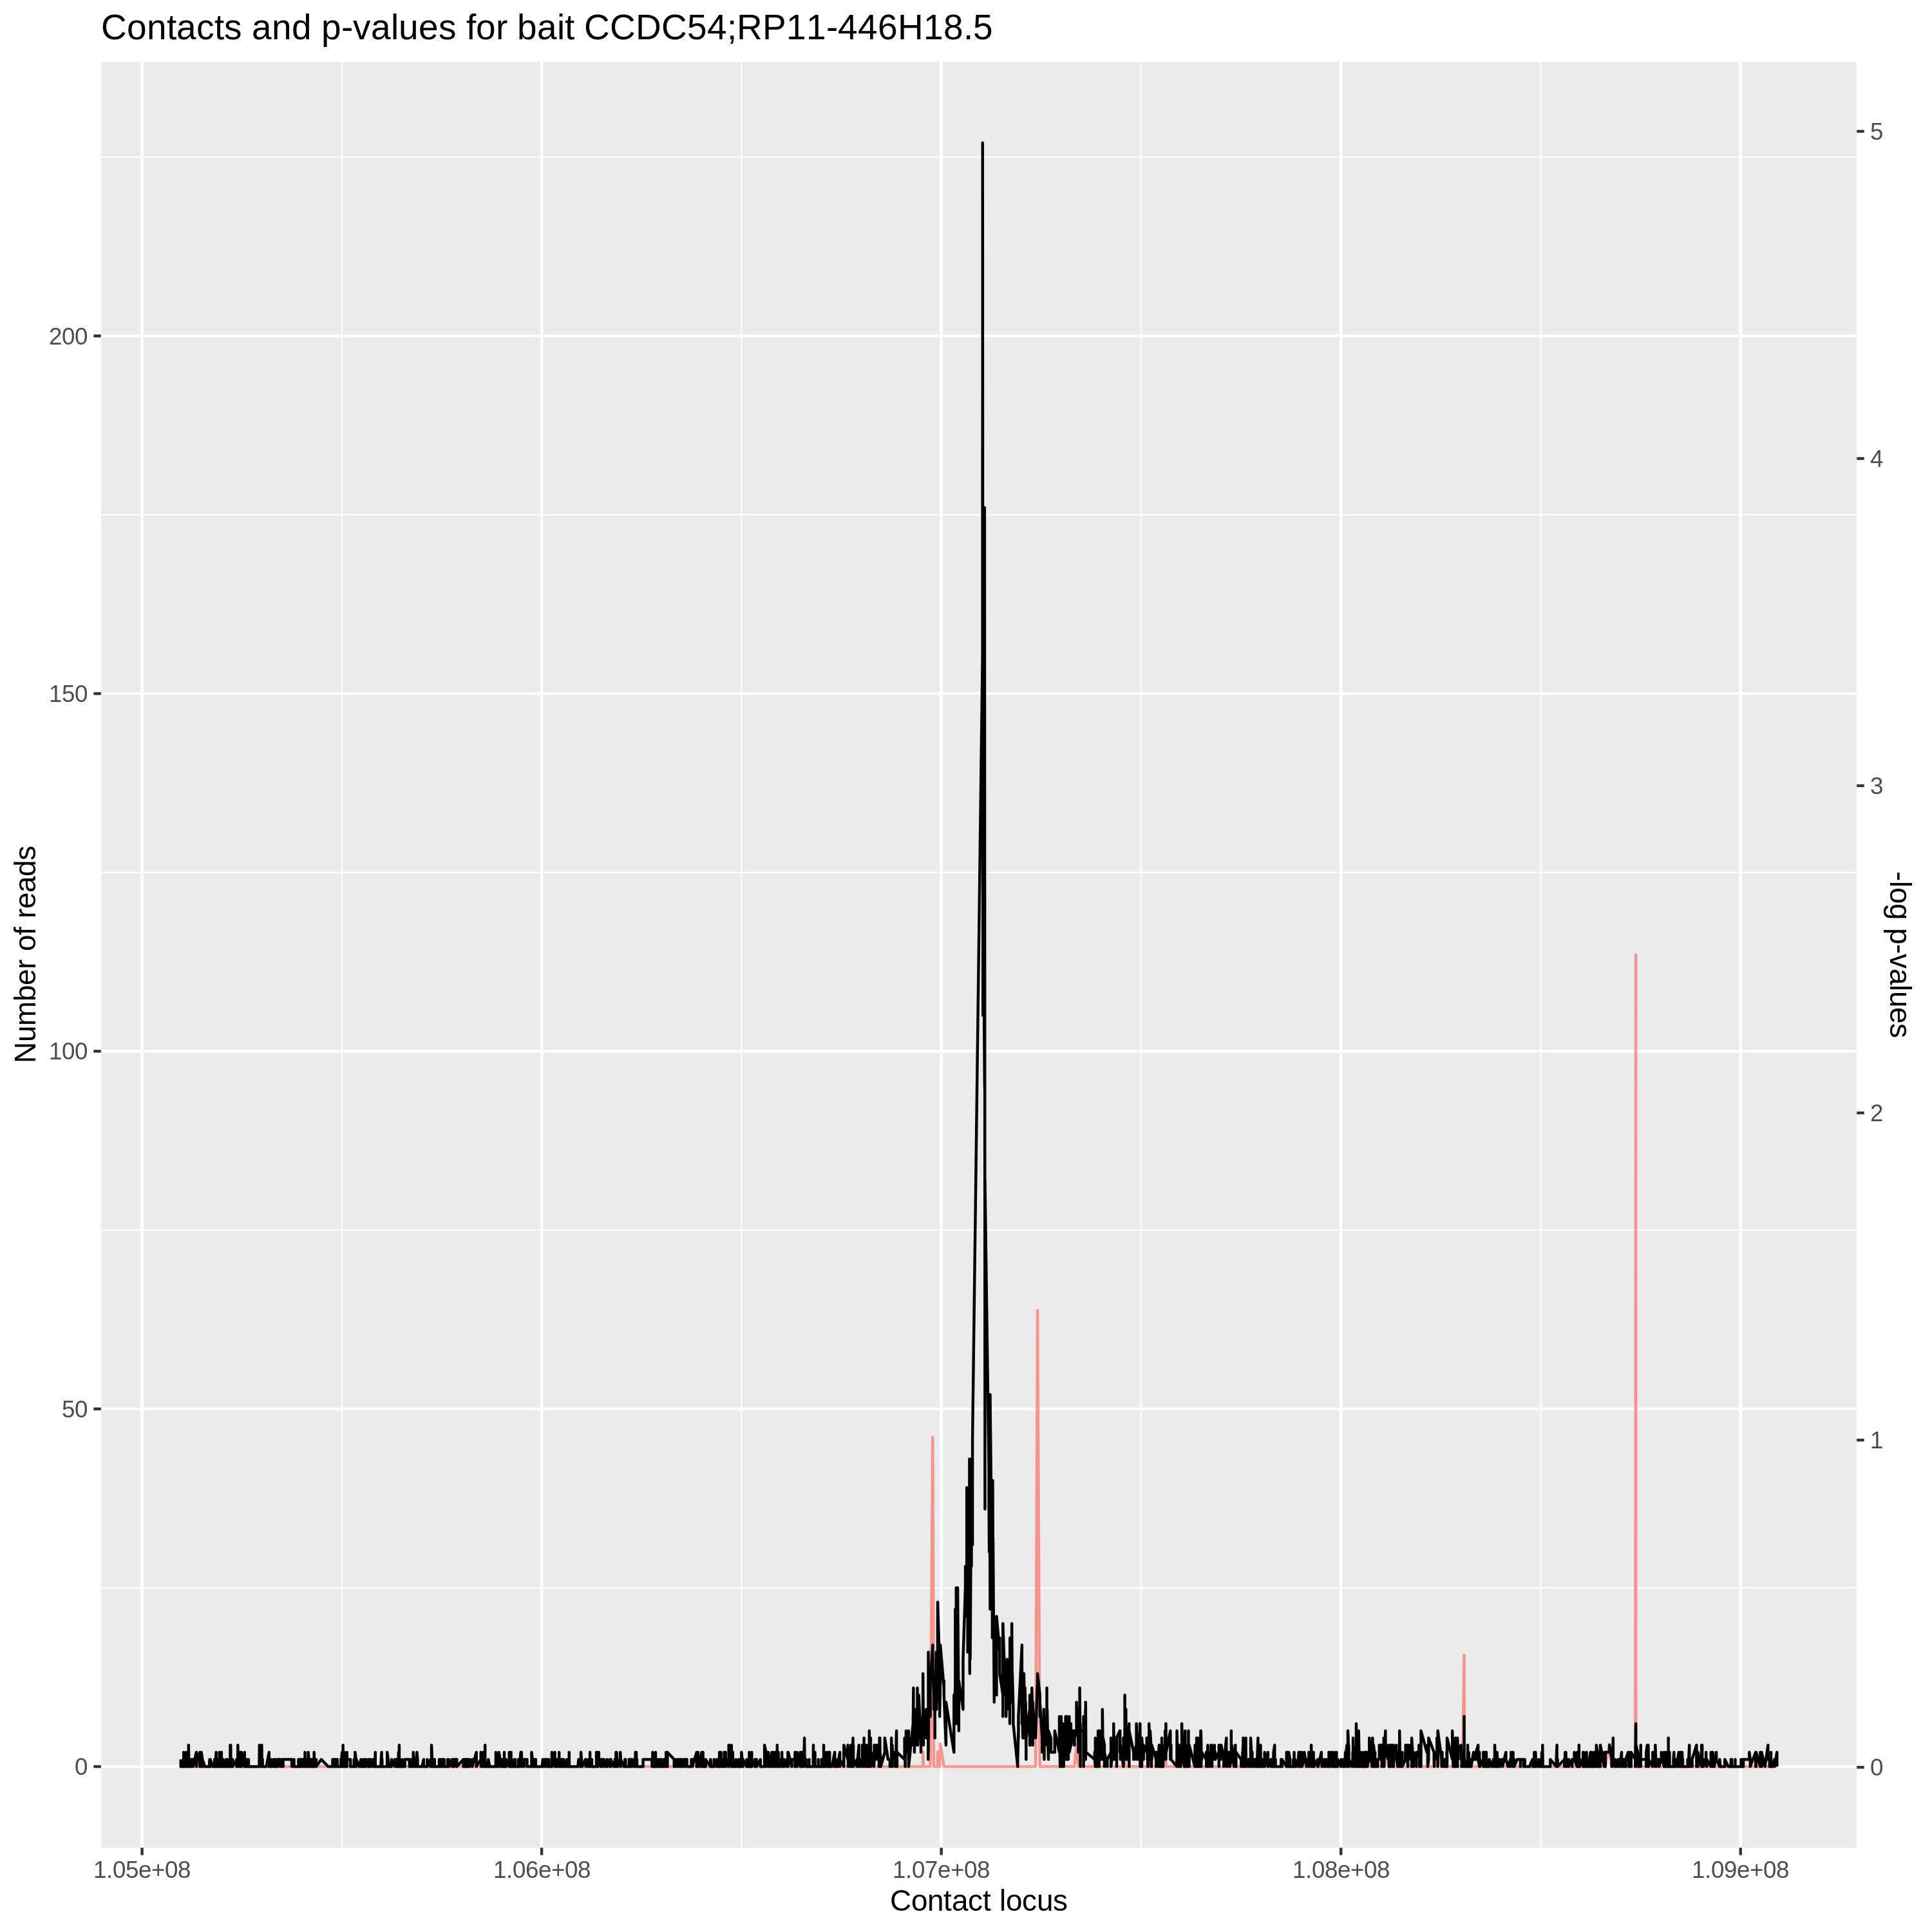 Contacts and p-values for bait CCDC54;RP11-446H18.5
Number of reads
200
150
100
50
0
5
4
3
2
1
0
-log p-values
1.05e+08 1.06e+08 1.07e+08 1.08e+08 1.09e+08
Contact locus